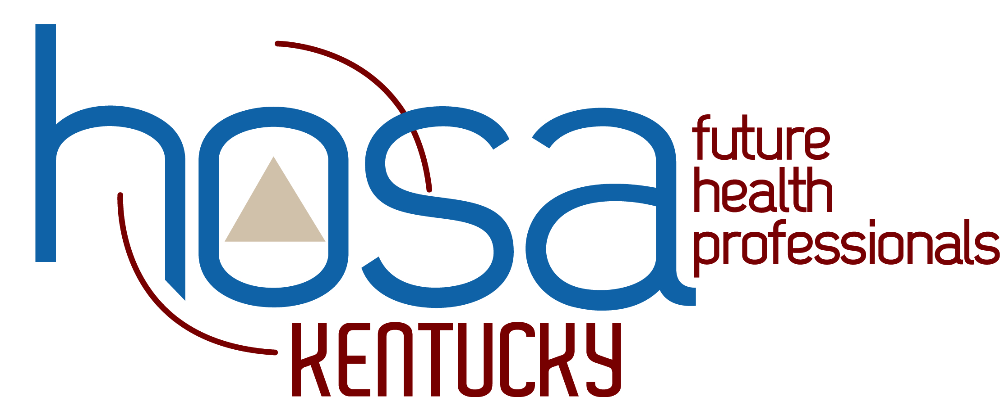 hosa
future
health
professionals
KENTUCKY